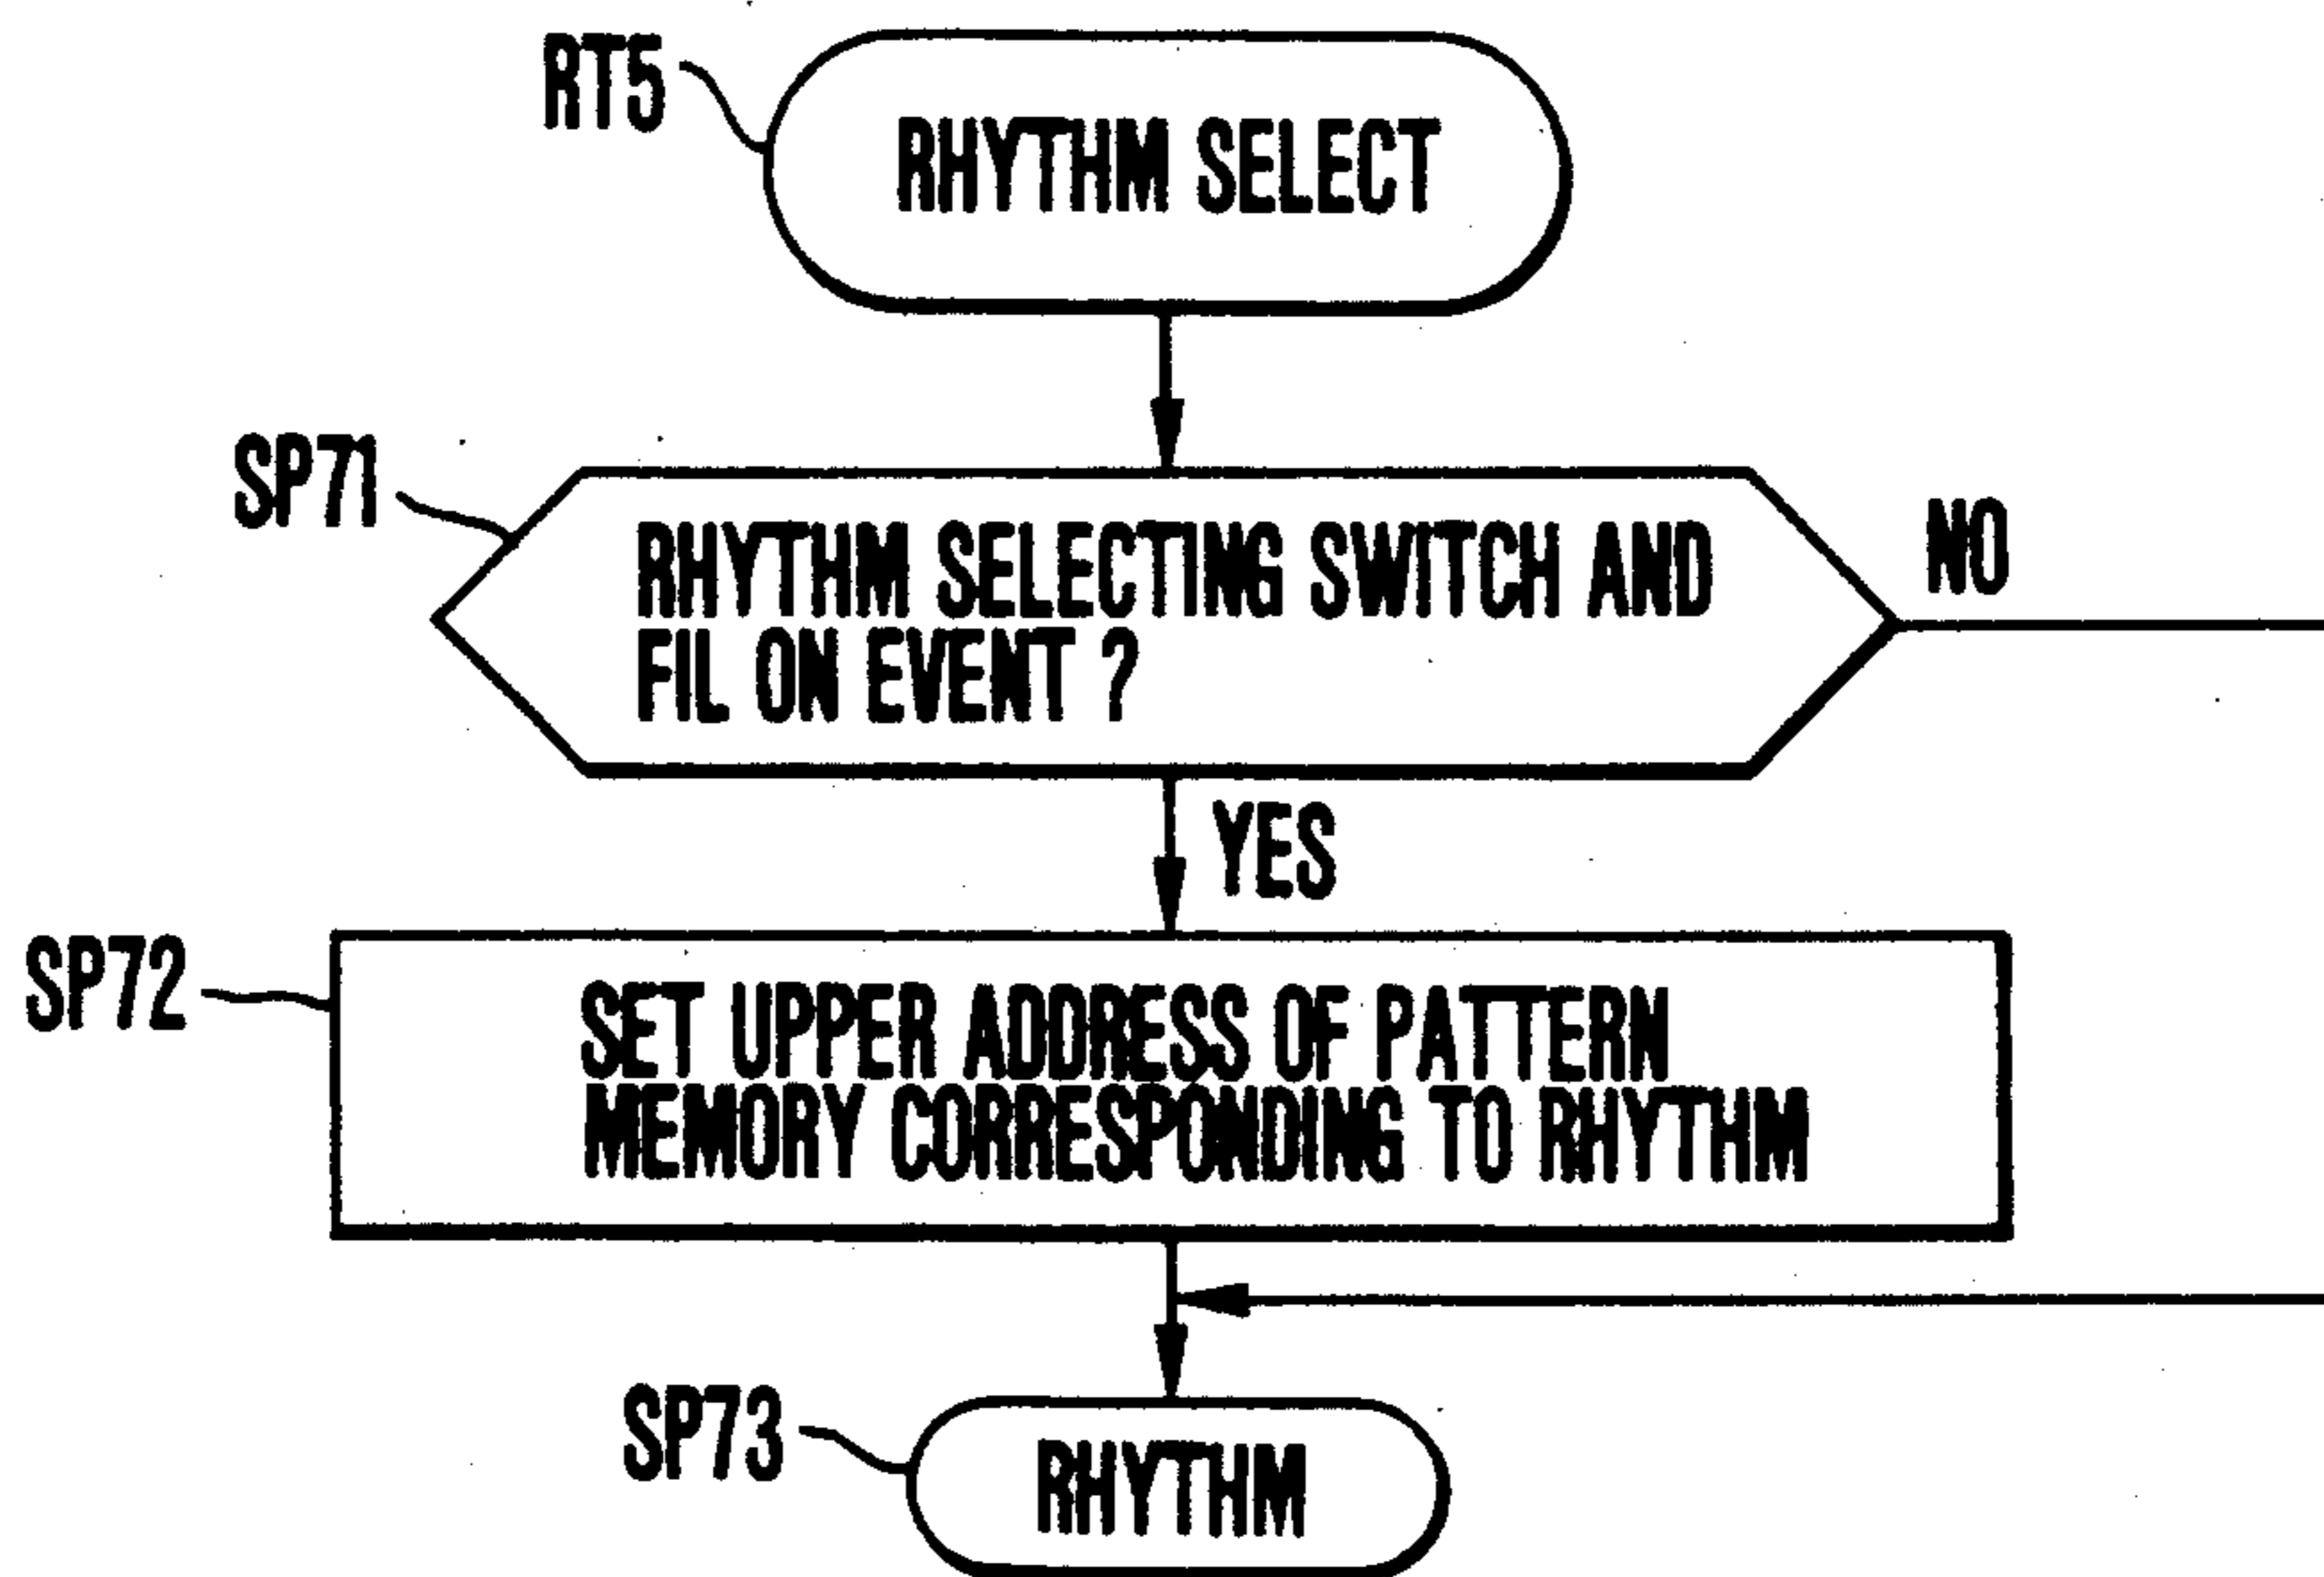 RT5
RHYTHM SELECT
SP71
RHYTHM SELECTING SWITCH AND
FIL ON EVENT ?
NO
YES
SP72
SET UPPER ADDRESS OF PATTERN
MEMORY CORRESPONDING TO RHYTHM
SP73
RHYTHM